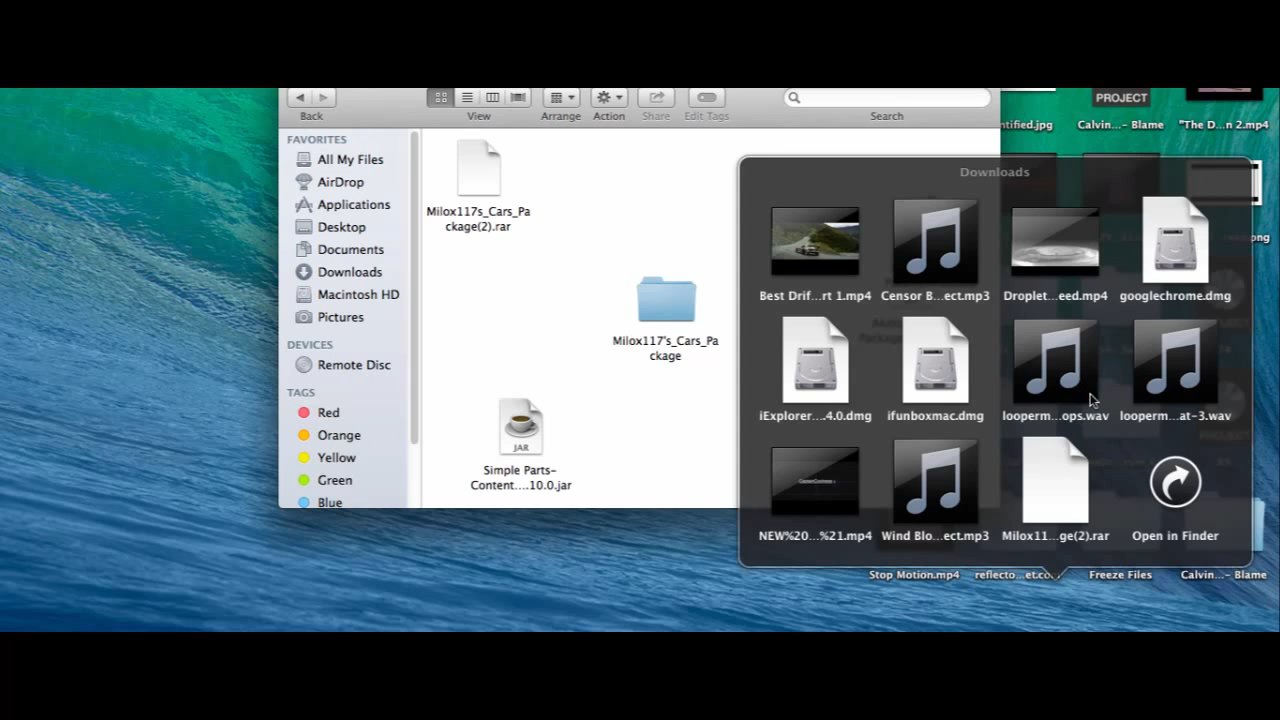 Back
View
Arrange
Action
Share
Edit Tags
Search
FAVORITES
All My Files
AirDrop
Applications
Desktop
Documents
Downloads
Macintosh HD
Pictures
DEVICES
Remote Disc
TAGS
Red
Orange
Yellow
Green
Blue
Milox117s_Cars_Pa
ckage(2).rar
Milox117's_Cars_Pa
ckage
JAR
Simple Parts-
Content....10.0.jar
Downloads
Best Drif...rt 1.mp4
Censor B...ect.mp3
Droplet...eed.mp4
googlechrome.dmg
iExplorer....4.0.dmg
ifunboxmac.dmg
looperm...ops.wav
looperm...at-3.wav
NEW%20...%21.mp4
Wind Blo...ect.mp3
Milox11...ge(2).rar
Open in Finder
PROJECT
ntified.jpg
Calvin...- Blame
"The D...n 2.mp4
png
Stop Motion.mp4
reflecto...et.co
Freeze Files
Calvin...- Blame